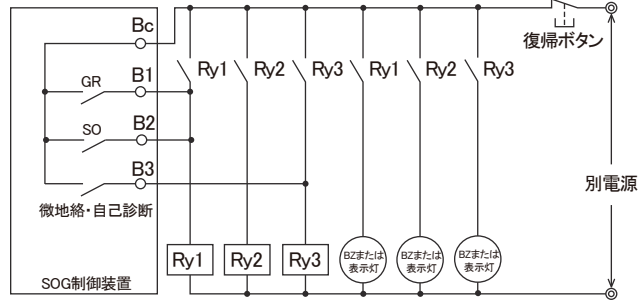 Bc
復帰ボタン
Ry1 Ry2 Ry3 Ry1 Ry2 Ry3
GR B1
SO B2
B3
微地絡・自己診断
別電源
Ry1 Ry2 Ry3
BZまたは
表示灯
BZまたは
表示灯
BZまたは
表示灯
SOG制御装置